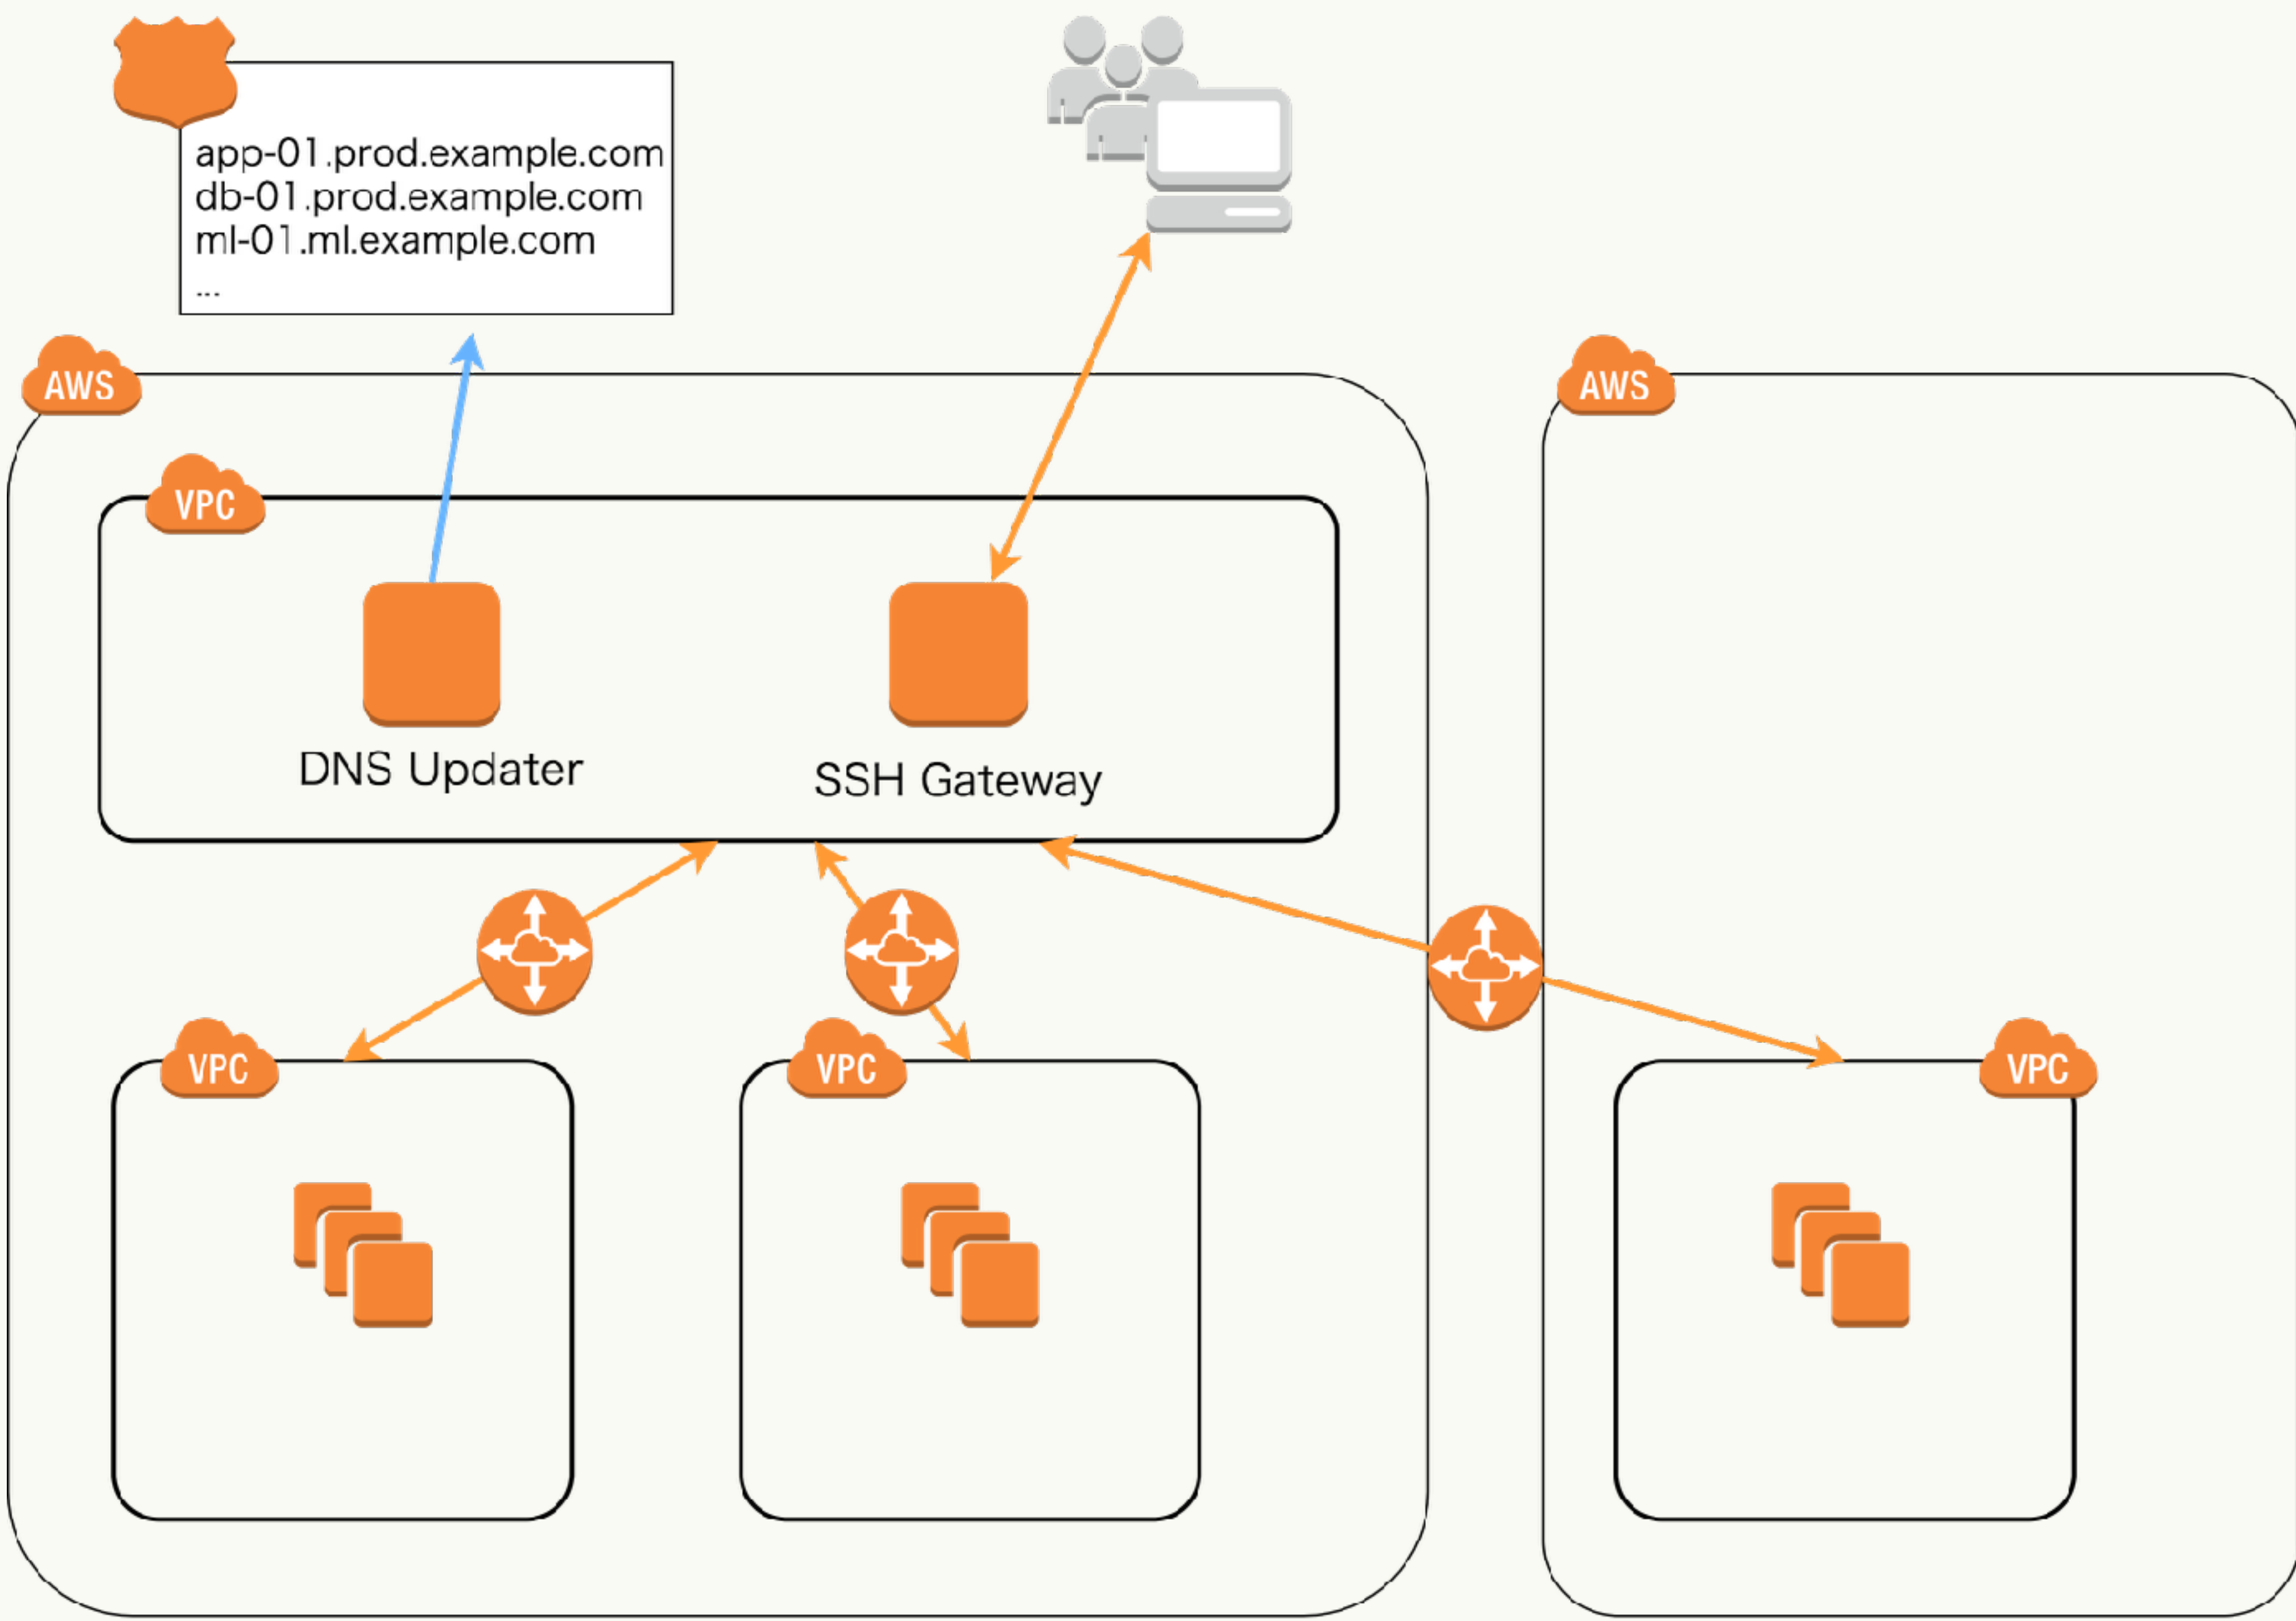 app-01.prod.example.com
db-01.prod.example.com
ml-01.ml.example.com
...
AWS
AWS
VPC
DNS Updater
SSH Gateway
VPC
VPC
VPC